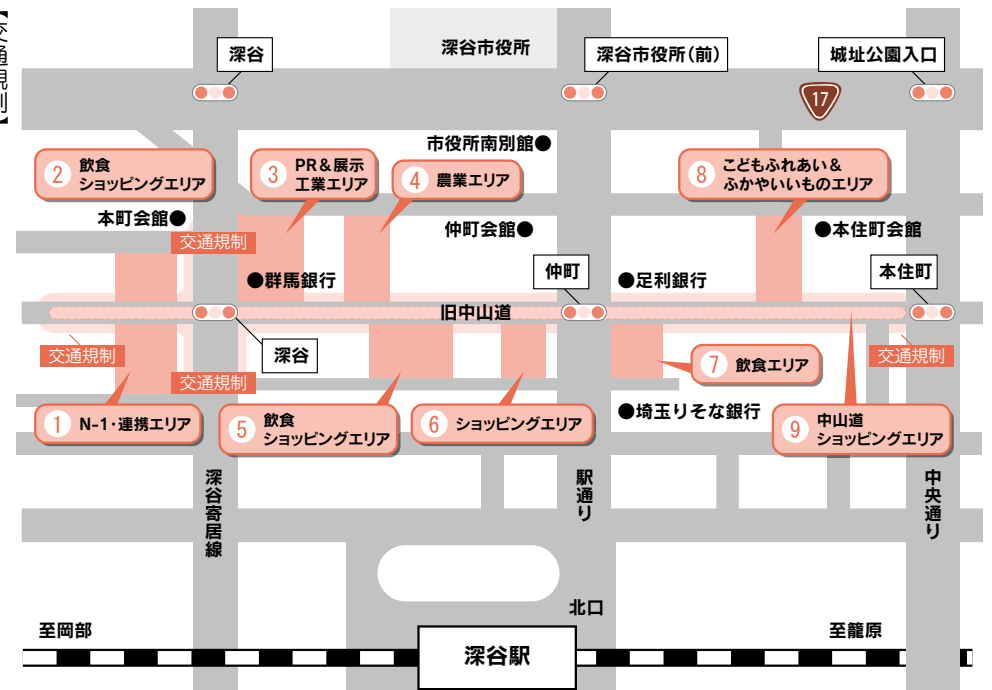 【交通規制】
深谷市役所
深谷
深谷市役所(前)
城址公園入口
17
市役所南別館●
② 飲食
ショッピングエリア
③ PR&展示
工業エリア
④ 農業エリア
⑧ こどもふれあい&
ふかやいいものエリア
本町会館●
仲町会館●
●本住町会館
交通規制
●群馬銀行
仲町
●足利銀行
本住町
旧中山道
交通規制
深谷
交通規制
⑦ 飲食エリア
交通規制
① N-1・連携エリア
⑤ 飲食
ショッピングエリア
⑥ ショッピングエリア
●埼玉りそな銀行
⑨ 中山道
ショッピングエリア
深谷寄居線
駅通り
中央通り
北口
至岡部
至籠原
深谷駅